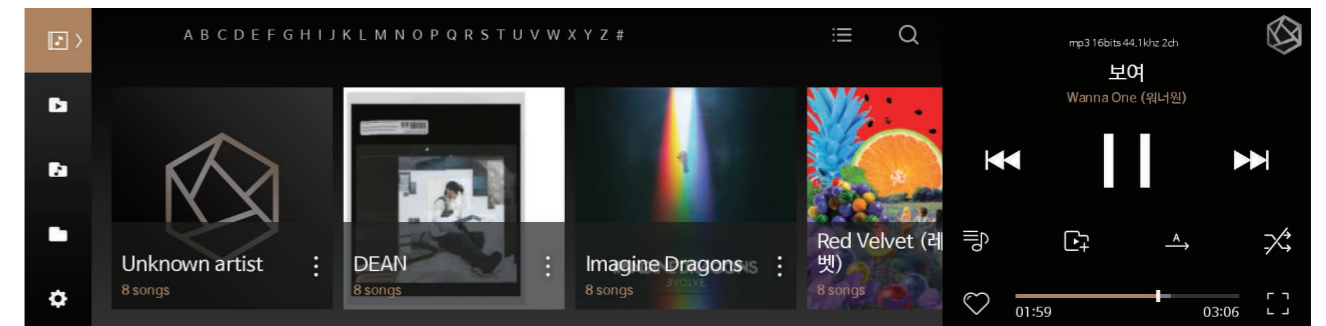 A B C D E F G H I J K L M N O P Q R S T U V W X Y Z #
Unknown artist
8 songs
DEAN
8 songs
Imagine Dragons
8 songs
EVOLVE
Red Velvet (레
벳)
8 songs
mp3 16bits 44,1khz 2ch
보여
Wanna One (워너원)
A
01:59
03:06